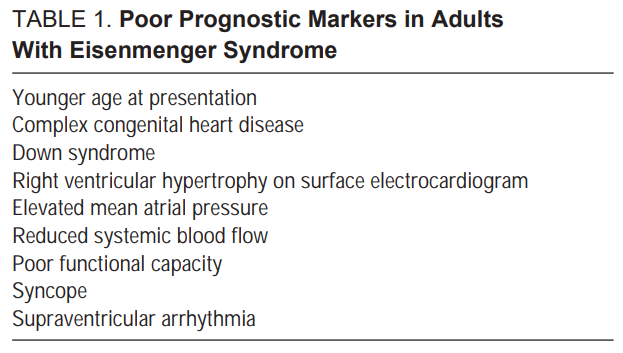 TABLE 1. Poor Prognostic Markers in Adults
With Eisenmenger Syndrome
Younger age at presentation
Complex congenital heart disease
Down syndrome
Right ventricular hypertrophy on surface electrocardiogram
Elevated mean atrial pressure
Reduced systemic blood flow
Poor functional capacity
Syncope
Supraventricular arrhythmia